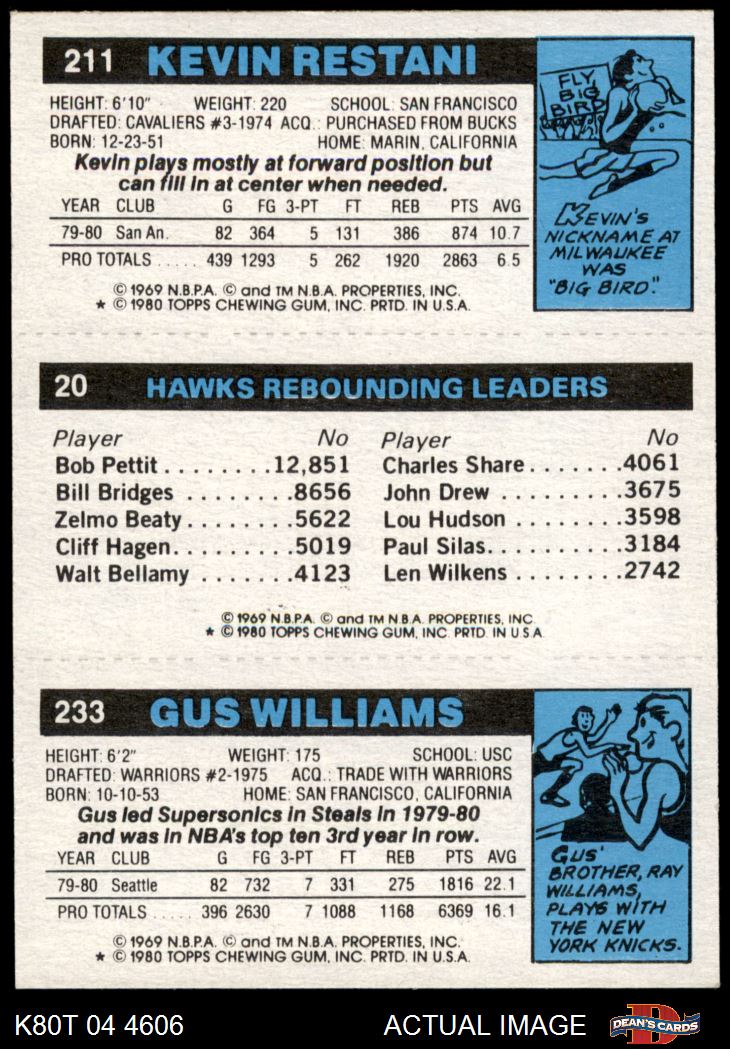 211 KEVIN RESTANI
HEIGHT: 6'10" WEIGHT: 220 SCHOOL: SAN FRANCISCO
DRAFTED: CAVALIERS #3-1974 ACQ.: PURCHASED FROM BUCKS
BORN: 12-23-51 HOME: MARIN, CALIFORNIA
Kevin plays mostly at forward position but
can fill in at center when needed.
YEAR CLUB G FG 3-PT FT REB PTS AVG
79-80 San An. 82 364 5 131 386 874 10.7
PRO TOTALS ..... 439 1293 5 262 1920 2863 6.5
© 1969 N.B.P.A. © and TM N.B.A. PROPERTIES, INC.
* © 1980 TOPPS CHEWING GUM, INC. PRTD. IN U.S.A.
FLY
BIG
BIRD
KEVIN'S
NICKNAME AT
MILWAUKEE
WAS
"BIG BIRD."
20 HAWKS REBOUNDING LEADERS
Player No Player No
Bob Pettit ........12,851 Charles Share .......4061
Bill Bridges ........8656 John Drew .........3675
Zelmo Beaty ........5622 Lou Hudson ........3598
Cliff Hagen.........5019 Paul Silas..........3184
Walt Bellamy .......4123 Len Wilkens ........2742
© 1969 N.B.P.A. © and TM N.B.A. PROPERTIES, INC.
* © 1980 TOPPS CHEWING GUM, INC. PRTD. IN U S A
233 GUS WILLIAMS
HEIGHT: 6'2" WEIGHT: 175 SCHOOL: USC
DRAFTED: WARRIORS #2-1975 ACQ.: TRADE WITH WARRIORS
BORN: 10-10-53 HOME: SAN FRANCISCO, CALIFORNIA
Gus led Supersonics in Steals in 1979-80
and was in NBA's top ten 3rd year in row.
YEAR CLUB G FG 3-PT FT REB PTS AVG
79-80 Seattle 82 732 7 331 275 1816 22.1
PRO TOTALS ..... 396 2630 7 1088 1168 6369 16.1
© 1969 N.B.P.A. © and TM N.B.A. PROPERTIES, INC.
* © 1980 TOPPS CHEWING GUM, INC. PRTD. IN U.S.A.
GUS'
BROTHER, RAY
WILLIAMS,
PLAYS WITH
THE NEW
YORK KNICKS.
K80T 04 4606 ACTUAL IMAGE DEAN'S CARDS